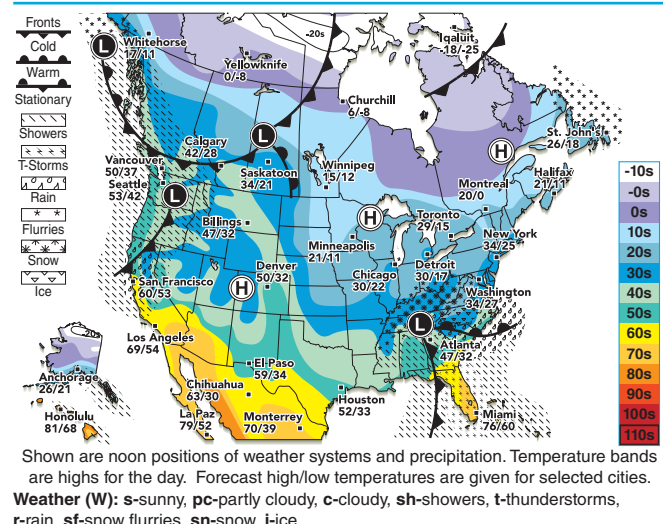 Fronts
Cold
Warm
Stationary
Showers
T-Storms
Rain
Flurries
Snow
Ice
L
Whitehorse
17/11
Yellowknife
0/-8
-20s
Iqaluit
-18/-25
Churchill
6/-8
L
Calgary
42/28
Saskatoon
34/21
Winnipeg
15/12
H
St. John's
26/18
Halifax
21/11
Montreal
20/0
Vancouver
50/37
Seattle
53/42
L
Billings
47/32
H
Minneapolis
21/11
Toronto
29/15
New York
34/25
Detroit
30/17
Chicago
30/22
Washington
34/27
San Francisco
60/53
Denver
50/32
H
L
Atlanta
47/32
Los Angeles
69/54
El Paso
59/34
Houston
52/33
Chihuahua
63/30
La Paz
79/52
Monterrey
70/39
Miami
76/60
-20s
Anchorage
26/21
Honolulu
81/68
-10s
-0s
0s
10s
20s
30s
40s
50s
60s
70s
80s
90s
100s
110s
Shown are noon positions of weather systems and precipitation. Temperature bands
are highs for the day. Forecast high/low temperatures are given for selected cities.
Weather (W): s-sunny, pc-partly cloudy, c-cloudy, sh-showers, t-thunderstorms,
r-rain, sf-snow flurries, sn-snow, i-ice